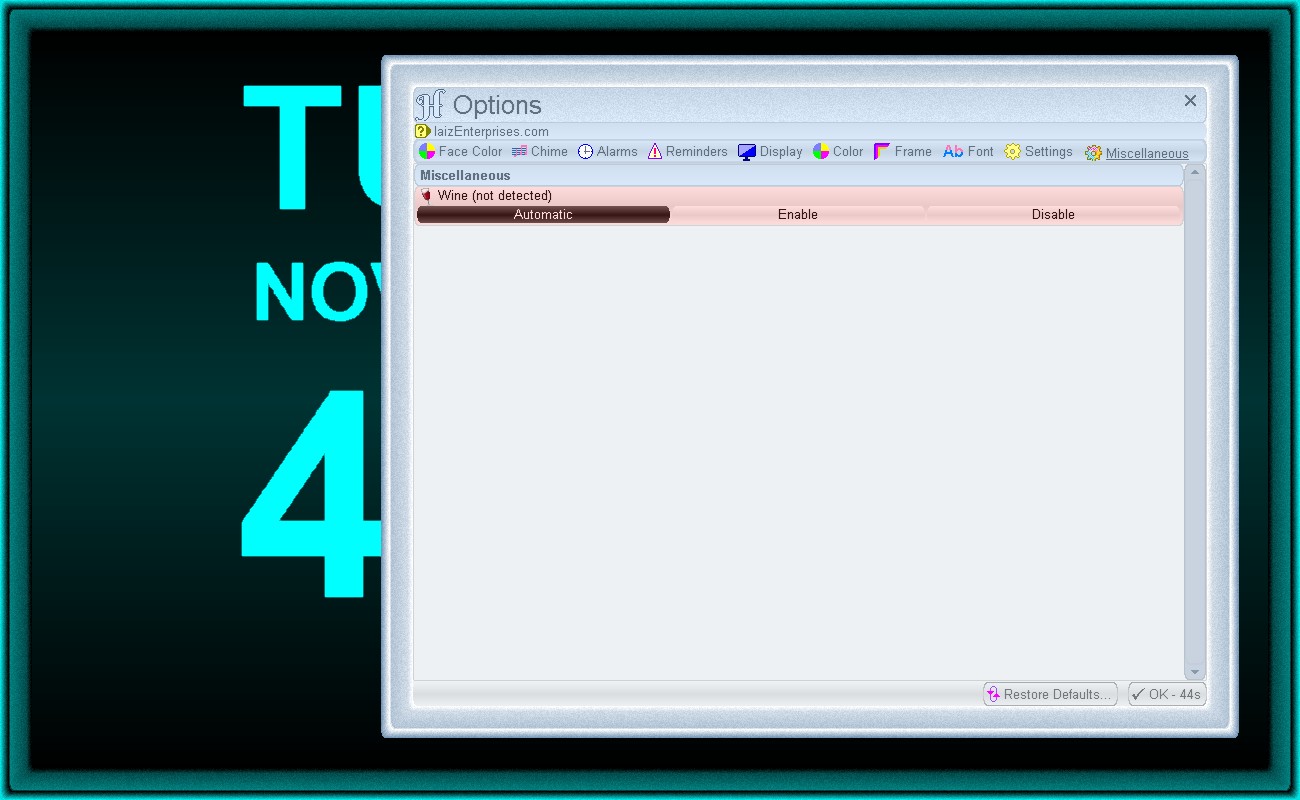 TU
NOV
4
Options
laizEnterprises.com
Face Color Chime Alarms Reminders Display Color Frame Font Settings Miscellaneous
Miscellaneous
Wine (not detected)
Automatic Enable Disable
Restore Defaults... OK - 44s